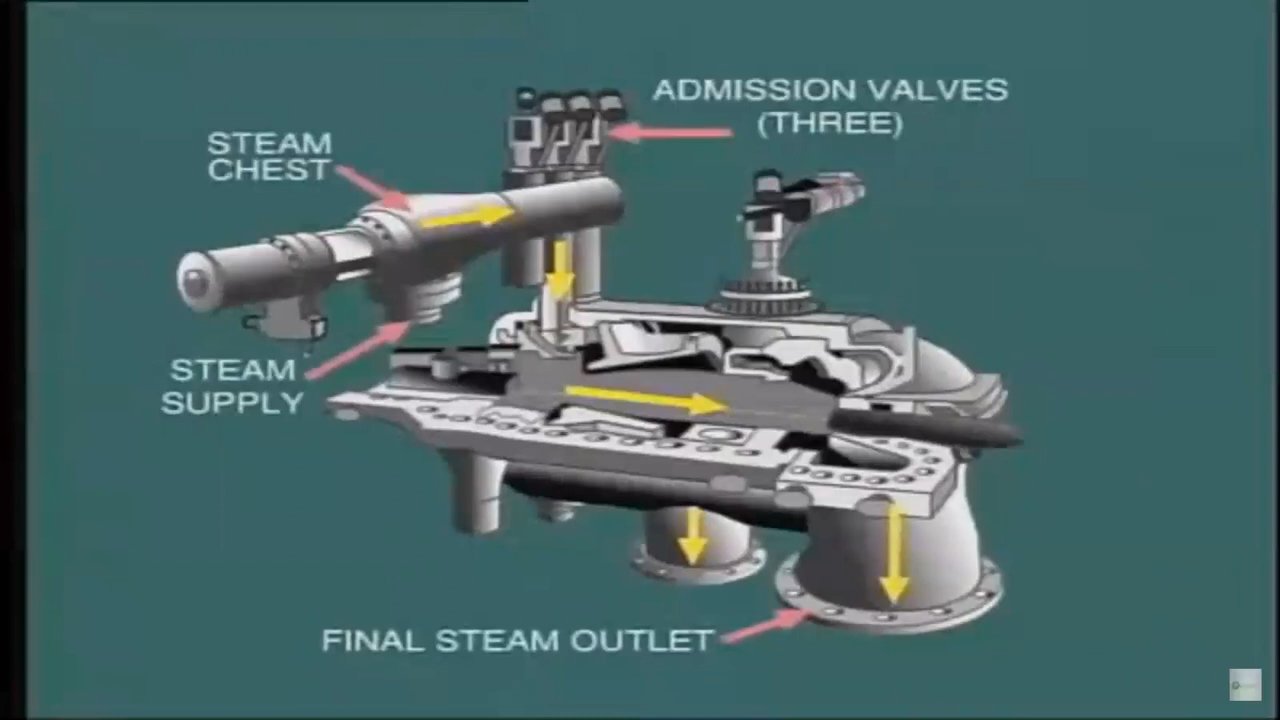 ADMISSION VALVES
(THREE)
STEAM
CHEST
STEAM
SUPPLY
FINAL STEAM OUTLET